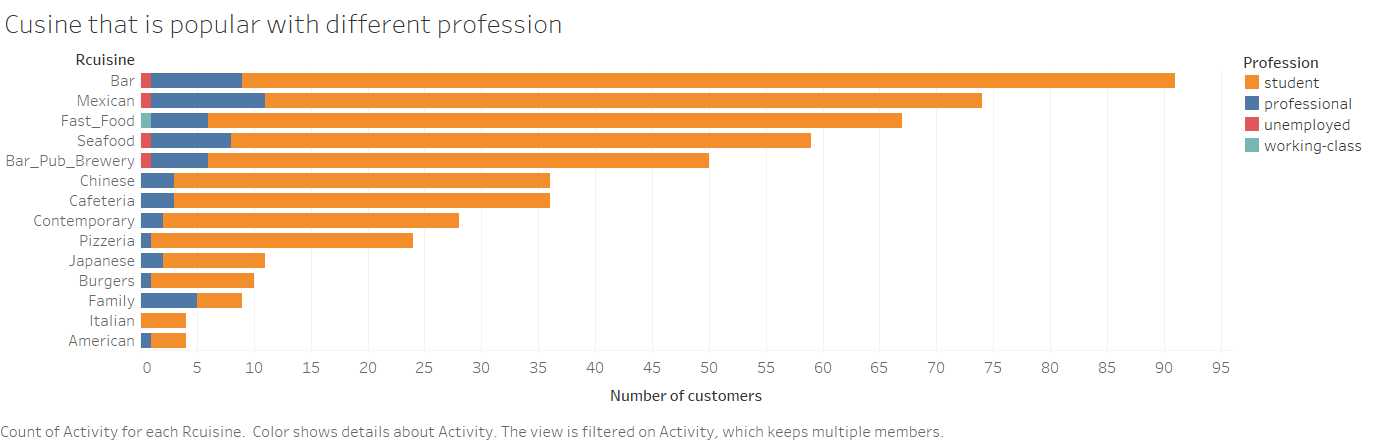 Cusine that is popular with different profession
Rcuisine
Bar
Mexican
Fast_Food
Seafood
Bar_Pub_Brewery
Chinese
Cafeteria
Contemporary
Pizzeria
Japanese
Burgers
Family
Italian
American
0 5 10 15 20 25 30 35 40 45 50 55 60 65 70 75 80 85 90 95
Number of customers
Profession
student
professional
unemployed
working-class
Count of Activity for each Rcuisine. Color shows details about Activity. The view is filtered on Activity, which keeps multiple members.